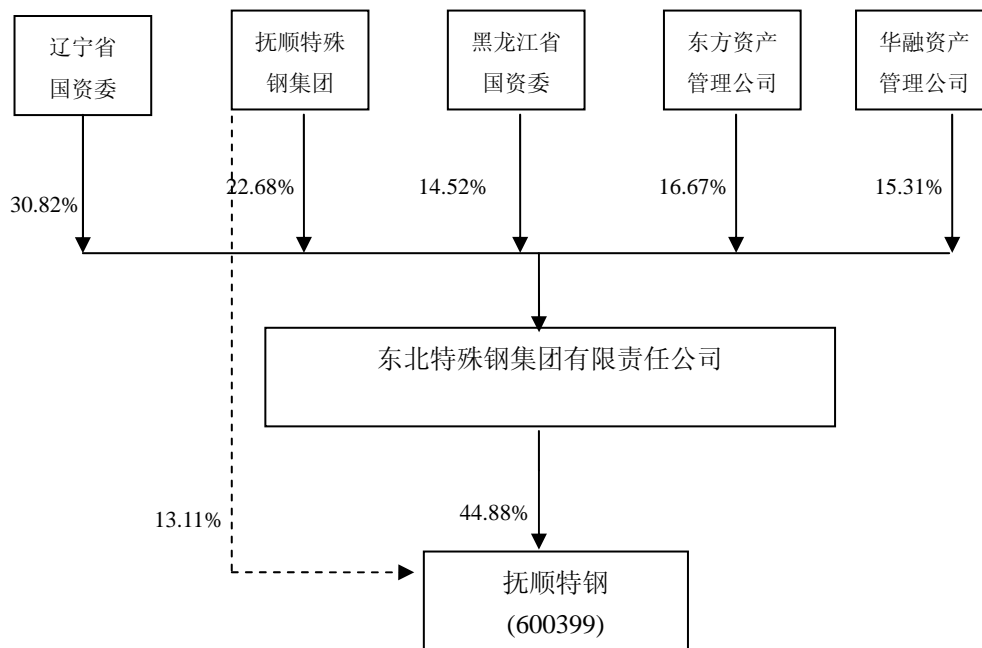 辽宁省
国资委
抚顺特殊
钢集团
黑龙江省
国资委
东方资产
管理公司
华融资产
管理公司
30.82%
22.68%
14.52%
16.67%
15.31%
东北特殊钢集团有限责任公司
13.11%
44.88%
抚顺特钢
(600399)